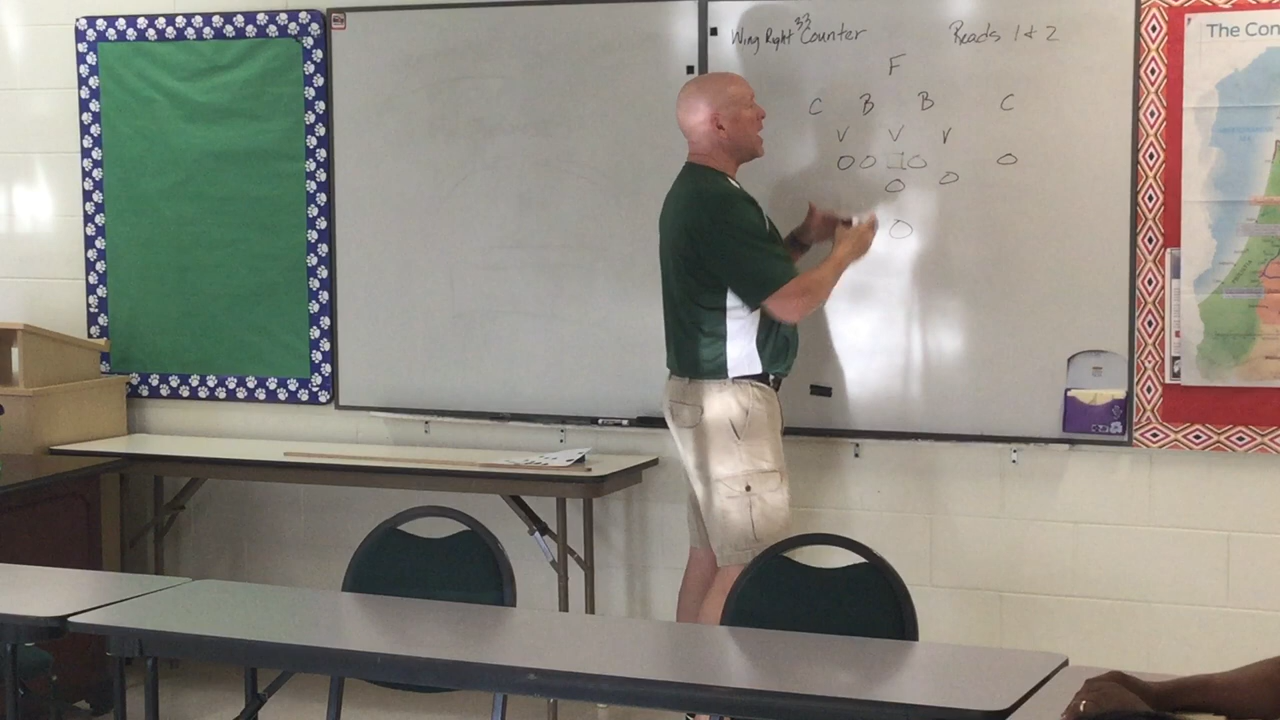 Wing Right 33 Counter
Reads 1 & 2
F
C B B C
V V V
The Con